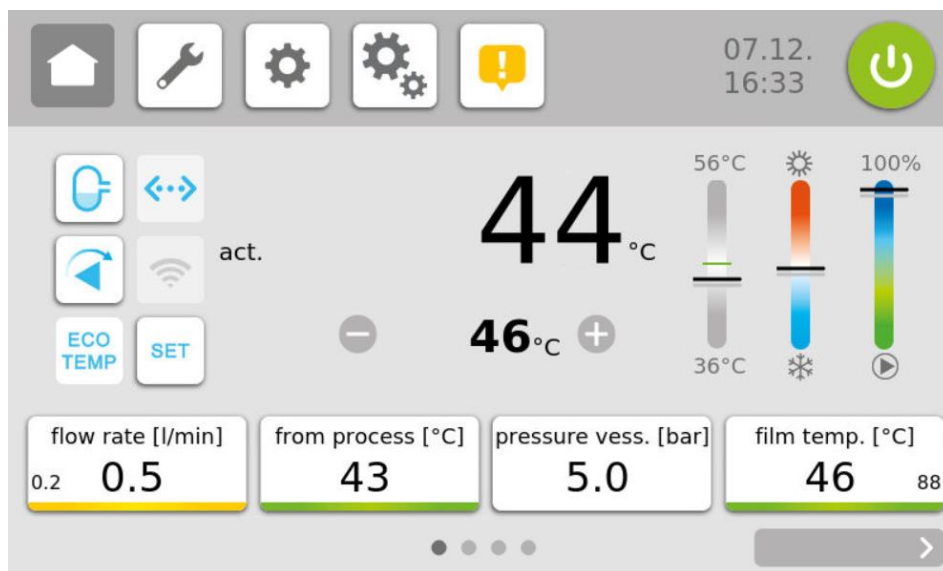 07.12.
16:33
56°C
100%
44 °C
act.
46 °C
ECO
TEMP
SET
36°C
flow rate [l/min]
0.2 0.5
from process [°C]
43
pressure vess. [bar]
5.0
film temp. [°C]
46 88